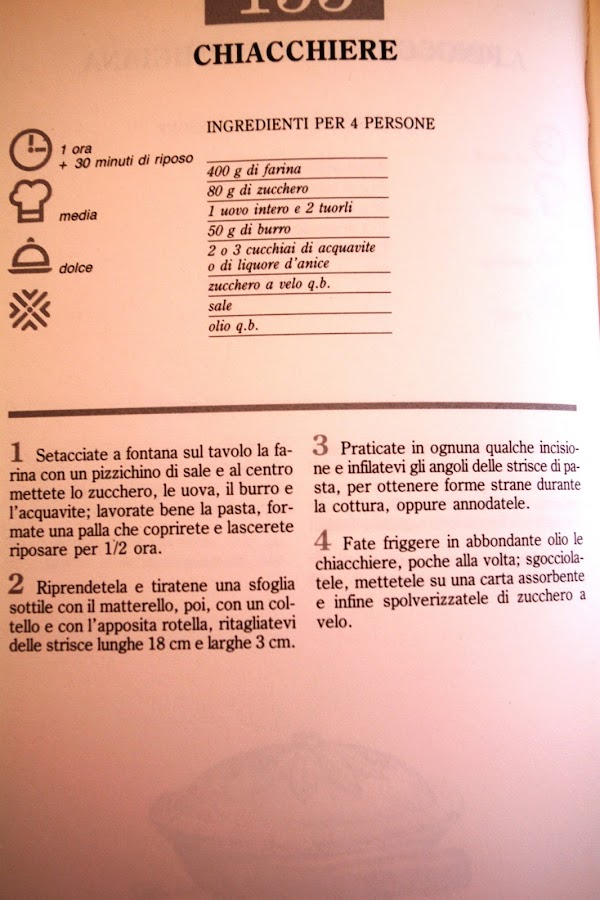 CHIACCHIERE
INGREDIENTI PER 4 PERSONE
1 ora
+ 30 minuti di riposo
media
dolce
400 g di farina
80 g di zucchero
1 uovo intero e 2 tuorli
50 g di burro
2 o 3 cucchiai di acquavite
o di liquore d'anice
zucchero a velo q.b.
sale
olio q.b.
1 Setacciate a fontana sul tavolo la fa-
rina con un pizzichino di sale e al centro
mettete lo zucchero, le uova, il burro e
l'acquavite; lavorate bene la pasta, for-
mate una palla che coprirete e lascerete
riposare per 1/2 ora.
2 Riprendetela e tiratene una sfoglia
sottile con il matterello, poi, con un col-
tello e con l'apposita rotella, ritagliatevi
delle strisce lunghe 18 cm e larghe 3 cm.
3 Praticate in ognuna qualche incisio-
ne e infilatevi gli angoli delle strisce di pa-
sta, per ottenere forme strane durante
la cottura, oppure annodatele.
4 Fate friggere in abbondante olio le
chiacchiere, poche alla volta; sgocciola-
tele, mettetele su una carta assorbente
e infine spolverizzatele di zucchero a
velo.